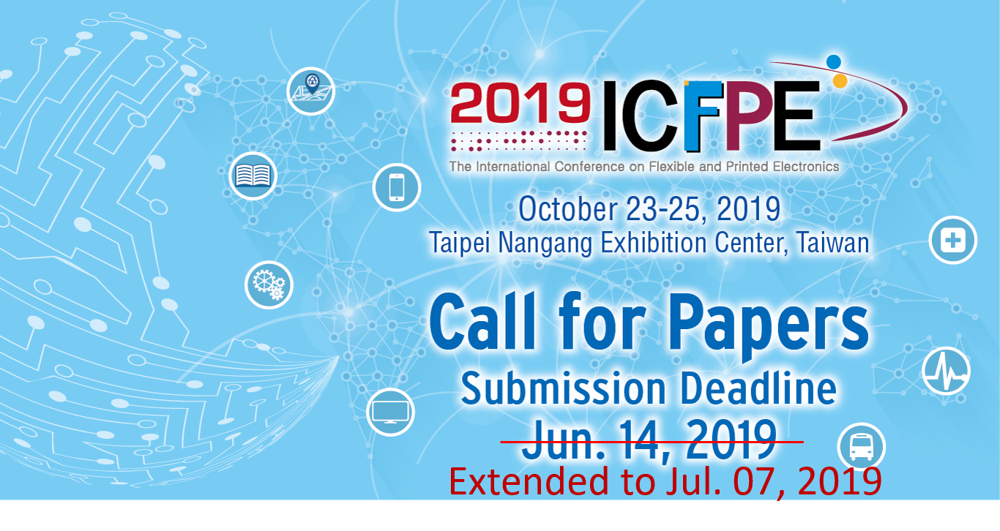 2019 ICFPE
The International Conference on Flexible and Printed Electronics
October 23-25, 2019
Taipei Nangang Exhibition Center, Taiwan
Call for Papers
Submission Deadline
Jun. 14, 2019
Extended to Jul. 07, 2019